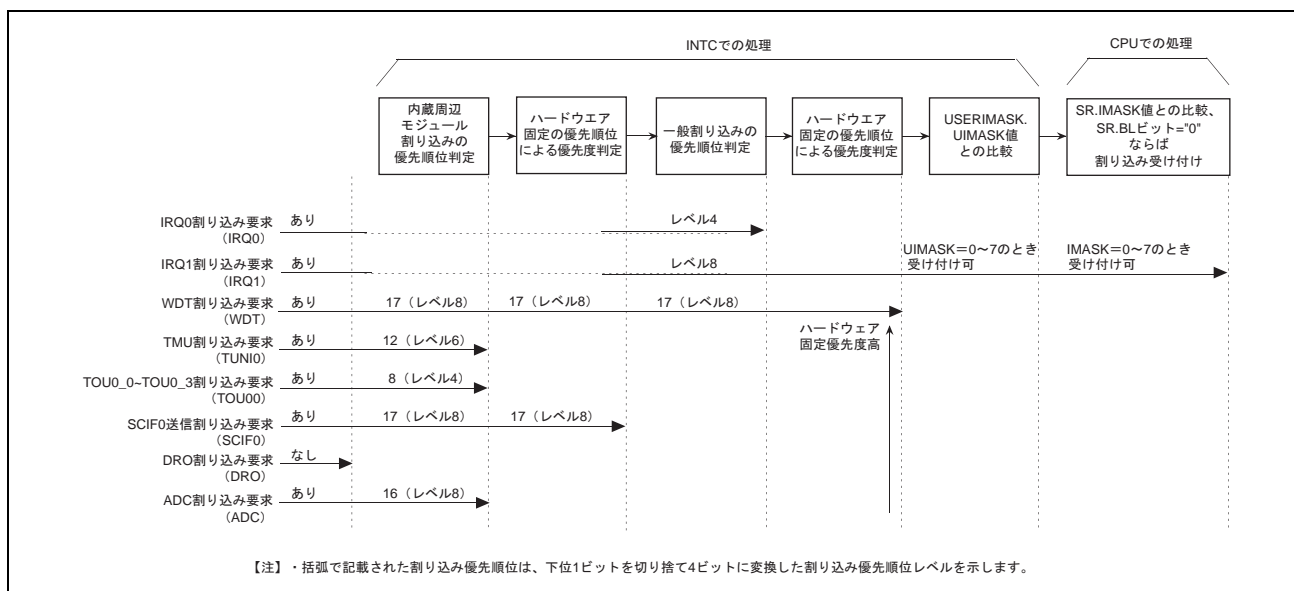 INTCでの処理
CPUでの処理
内蔵周辺
モジュール
割り込みの
優先順位判定
ハードウエア
固定の優先順位
による優先度判定
一般割り込みの
優先順位判定
ハードウエア
固定の優先順位
による優先度判定
USERIMASK.
UIMASK値
との比較
SR.IMASK値との比較、
SR.BLビット="0"
ならば
割り込み受け付け
IRQ0割り込み要求
(IRQ0)
あり
レベル4
IRQ1割り込み要求
(IRQ1)
あり
レベル8
UIMASK=0~7のとき
受け付け可
IMASK=0~7のとき
受け付け可
WDT割り込み要求
(WDT)
あり
17(レベル8)
17(レベル8)
17(レベル8)
ハードウェア
固定優先度高
TMU割り込み要求
(TUNI0)
あり
12(レベル6)
TOU0_0~TOU0_3割り込み要求
(TOU00)
あり
8(レベル4)
SCIF0送信割り込み要求
(SCIF0)
あり
17(レベル8)
17(レベル8)
DRO割り込み要求
(DRO)
なし
ADC割り込み要求
(ADC)
あり
16(レベル8)
【注】・括弧で記載された割り込み優先順位は、下位1ビットを切り捨て4ビットに変換した割り込み優先順位レベルを示します。